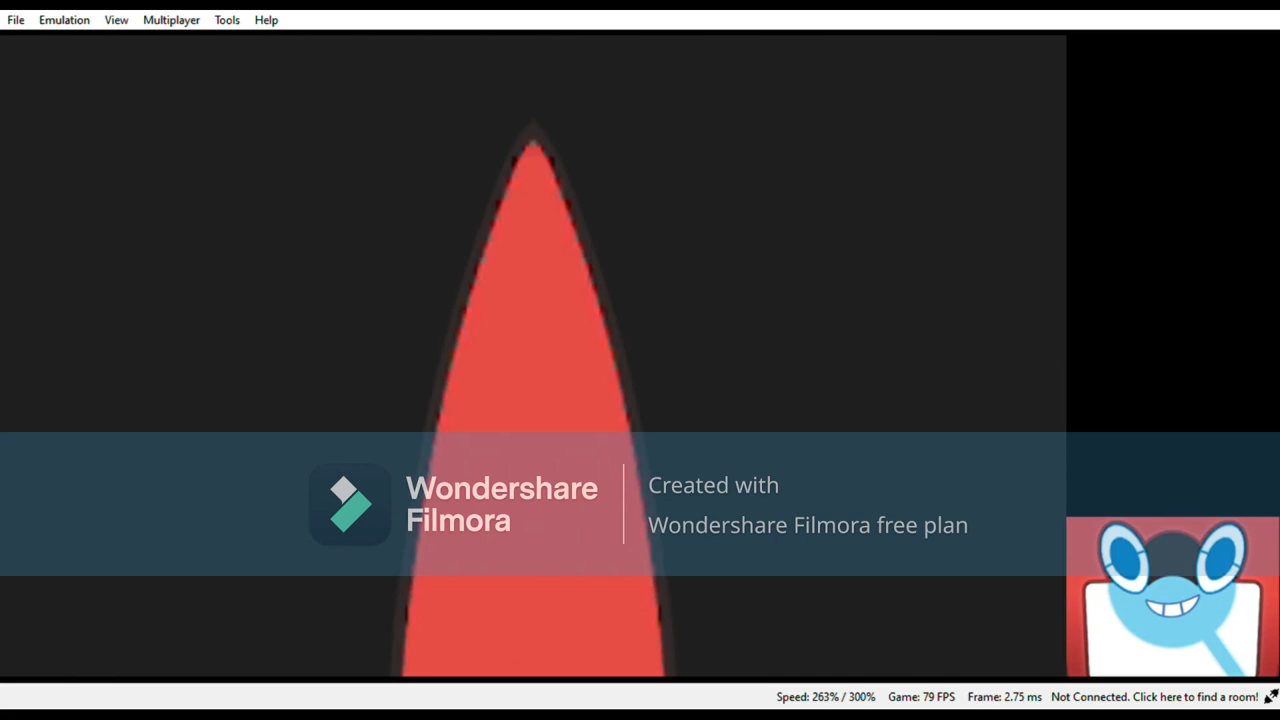 File Emulation View Multiplayer Tools Help
Wondershare
Filmora
Created with
Wondershare Filmora free plan
Speed: 263% / 300% Game: 79 FPS Frame: 2.75 ms Not Connected. Click here to find a room!